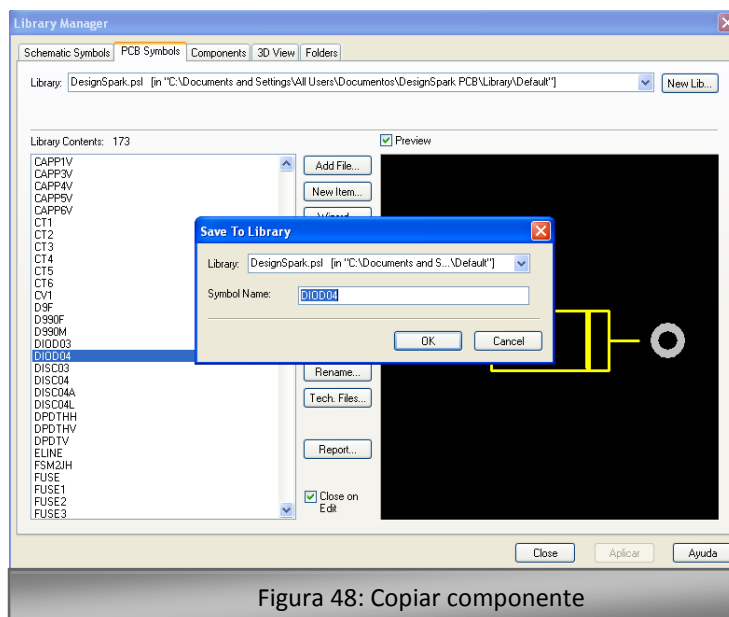 Library Manager
Schematic Symbols PCB Symbols Components 3D View Folders
Library: DesignSpark.psl [in "C:\Documents and Settings\All Users\Documentos\DesignSpark PCB\Library\Default"] New Lib...
Library Contents: 173 Preview
CAPP1V
CAPP3V
CAPP4V
CAPP5V
CAPP6V
CT1
CT2
CT3
CT4
CT5
CT6
CV1
D9F
D990F
D990M
DIOD03
DIOD04
DISC03
DISC04
DISC04A
DISC04L
DPDTHH
DPDTHV
DPDTV
ELINE
FSM2JH
FUSE
FUSE1
FUSE2
FUSE3
Add File...
New Item...
Save To Library
Library: DesignSpark.psl [in "C:\Documents and S...\Default"]
Symbol Name: DIOD04
OK Cancel
Rename...
Tech. Files...
Report...
Close on
Edit
Close Aplicar Ayuda
Figura 48: Copiar componente